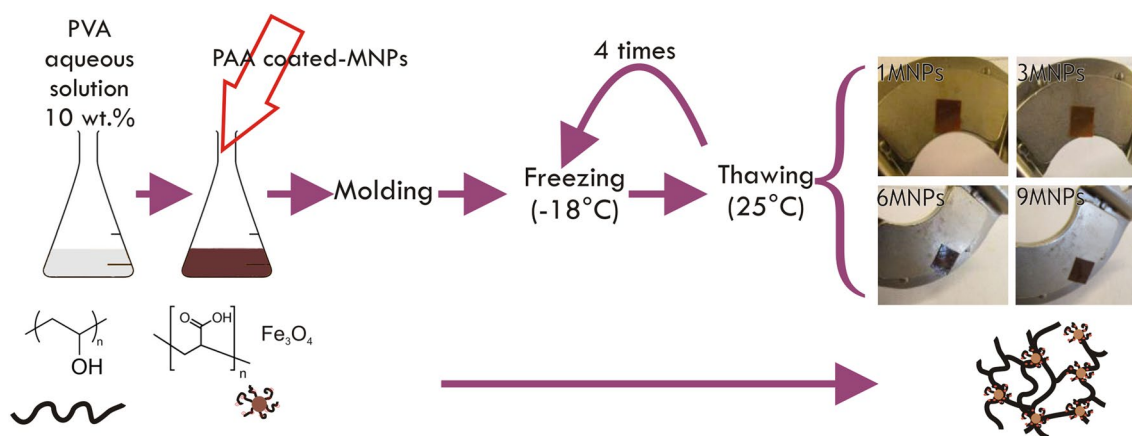 PVA
aqueous
solution
10 wt.%
PAA coated-MNPs
Molding
Freezing
(-18°C)
4 times
Thawing
(25°C)
1MNPs
3MNPs
6MNPs
9MNPs
n
OH
O
OH
n
Fe₃O₄